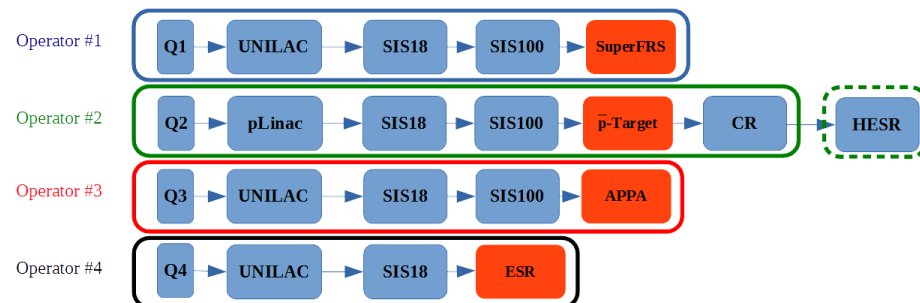 Operator #1 Q1 UNILAC SIS18 SIS100 SuperFRS
Operator #2 Q2 pLinac SIS18 SIS100 p̅-Target CR HESR
Operator #3 Q3 UNILAC SIS18 SIS100 APPA
Operator #4 Q4 UNILAC SIS18 ESR